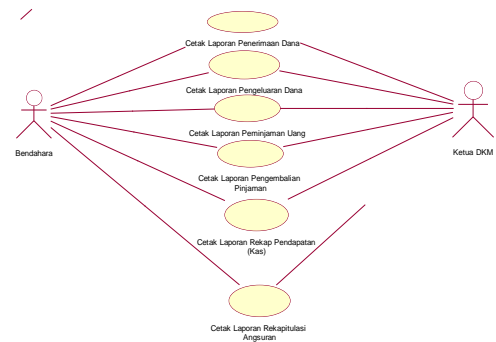 Cetak Laporan Penerimaan Dana
Cetak Laporan Pengeluaran Dana
Cetak Laporan Peminjaman Uang
Bendahara
Ketua DKM
Cetak Laporan Pengembalian
Pinjaman
Cetak Laporan Rekap Pendapatan
(Kas)
Cetak Laporan Rekapitulasi
Angsuran